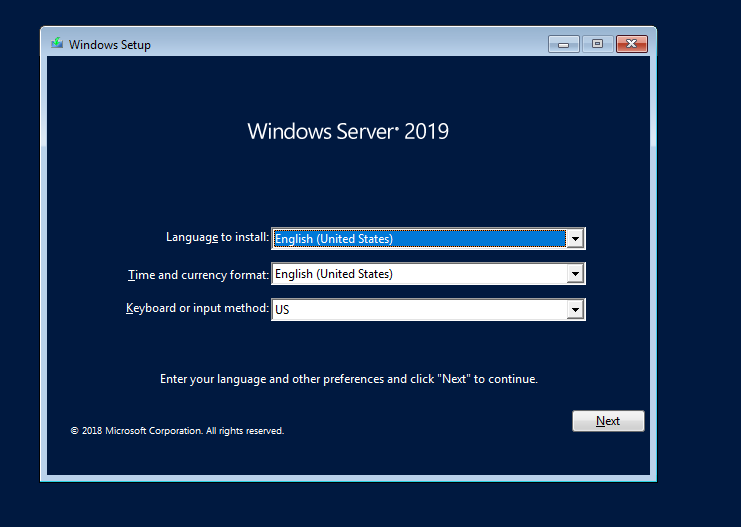 Windows Setup
Windows Server® 2019
Language to install: English (United States)
Time and currency format: English (United States)
Keyboard or input method: US
Enter your language and other preferences and click "Next" to continue.
© 2018 Microsoft Corporation. All rights reserved.
Next